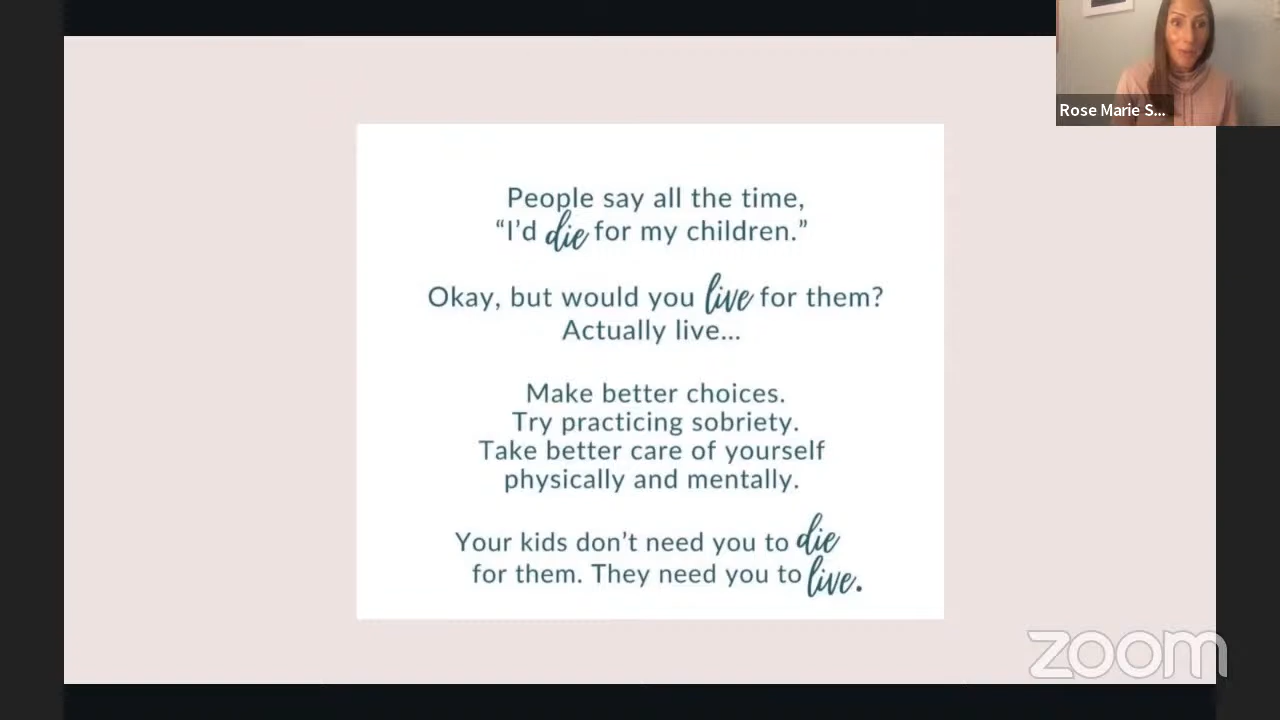 Rose Marie S...
People say all the time,
“I’d die for my children.”
Okay, but would you live for them?
Actually live...
Make better choices.
Try practicing sobriety.
Take better care of yourself
physically and mentally.
Your kids don’t need you to die
for them. They need you to live.
zoom